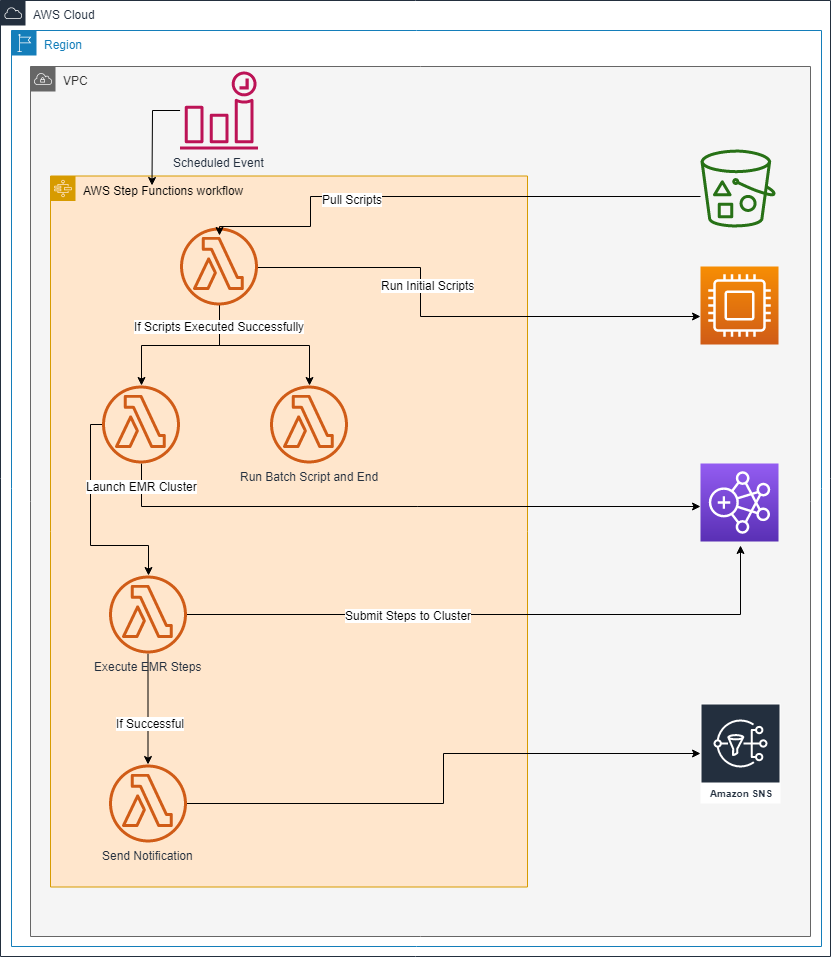 AWS Cloud
Region
VPC
Scheduled Event
AWS Step Functions workflow
Pull Scripts
Run Initial Scripts
If Scripts Executed Successfully
Run Batch Script and End
Launch EMR Cluster
Submit Steps to Cluster
Execute EMR Steps
If Successful
Amazon SNS
Send Notification